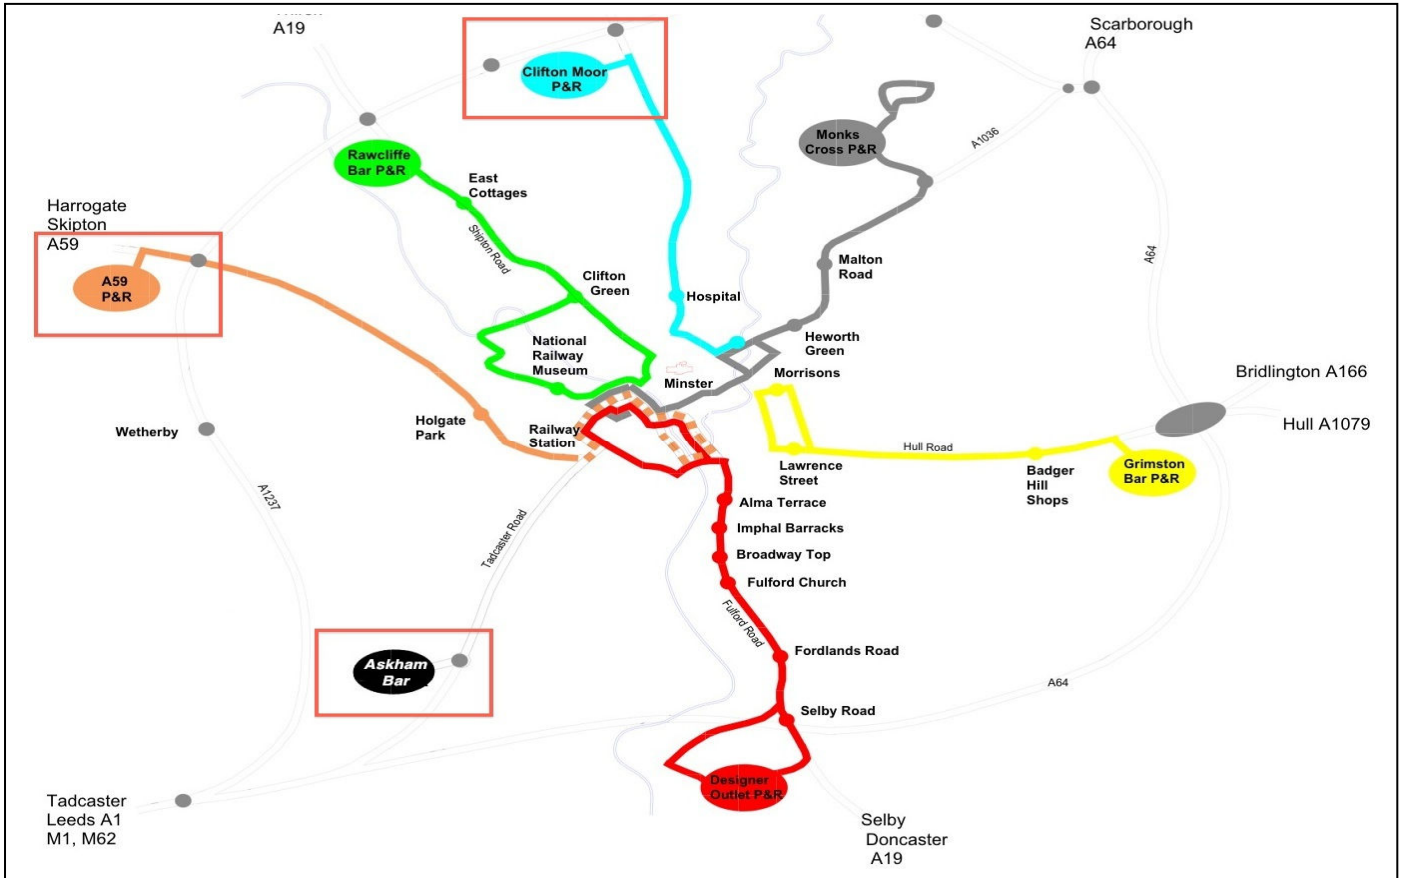 A19
Scarborough
A64
Clifton Moor
P&R
Monks
Cross P&R
A1036
Rawcliffe
Bar P&R
East
Cottages
Harrogate
Skipton
A59
Shipton Road
A64
A59
P&R
Clifton
Green
Hospital
Malton
Road
National
Railway
Museum
Heworth
Green
Minster
Morrisons
Bridlington A166
Hull A1079
Wetherby
Holgate
Park
Railway
Station
Hull Road
Lawrence
Street
Badger
Hill
Shops
Grimston
Bar P&R
A1237
Tadcaster Road
Alma Terrace
Imphal Barracks
Broadway Top
Fulford Church
Fulford Road
Fordlands Road
Askham
Bar
A64
Selby Road
Designer
Outlet P&R
Tadcaster
Leeds A1
M1, M62
Selby
Doncaster
A19